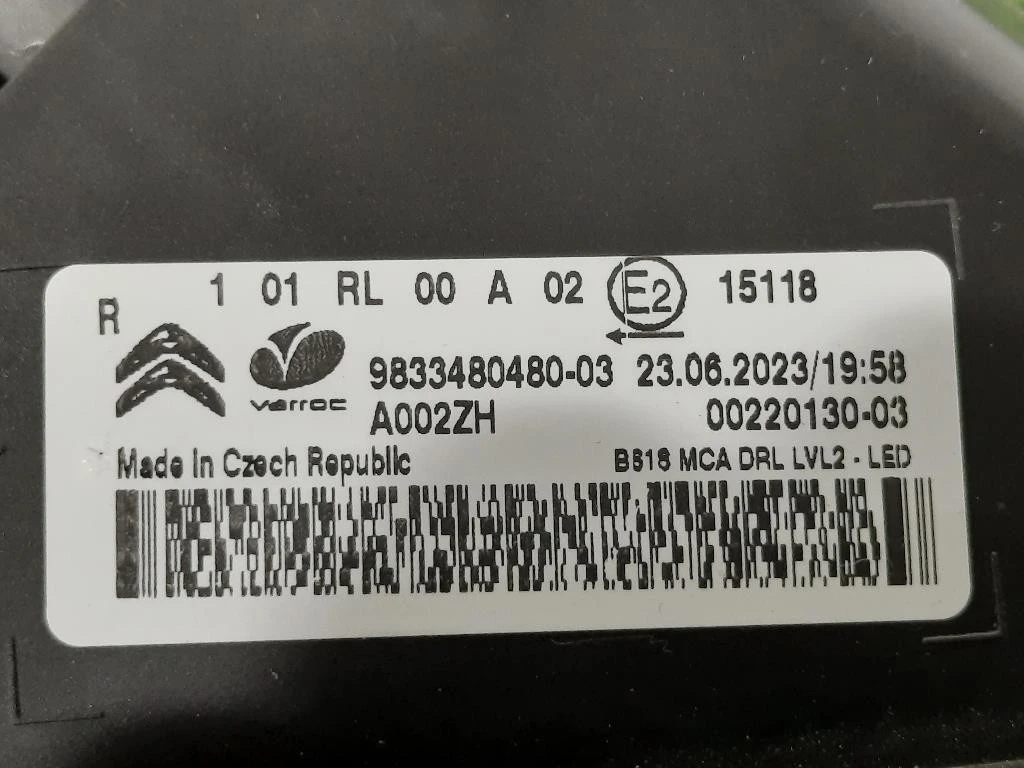 R 1 01 RL 00 A 02 E2 15118
varroc
9833480480-03 23.06.2023/19:58
A002ZH 00220130-03
Made in Czech Republic B618 MCA DRL LVL2 - LED